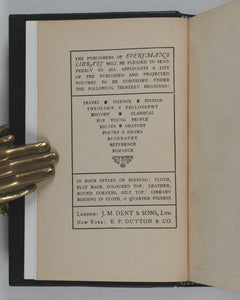 THE PUBLISHERS OF EVERYMAN'S
LIBRARY WILL BE PLEASED TO SEND
FREELY TO ALL APPLICANTS A LIST
OF THE PUBLISHED AND PROJECTED
VOLUMES TO BE COMPRISED UNDER
THE FOLLOWING THIRTEEN HEADINGS:
TRAVEL SCIENCE FICTION
THEOLOGY & PHILOSOPHY
HISTORY CLASSICAL
FOR YOUNG PEOPLE
ESSAYS ORATORY
POETRY & DRAMA
BIOGRAPHY
REFERENCE
ROMANCE
IN FOUR STYLES OF BINDING: CLOTH,
FLAT BACK, COLOURED TOP; LEATHER,
ROUND CORNERS, GILT TOP; LIBRARY
BINDING IN CLOTH, & QUARTER PIGSKIN
LONDON: J. M. DENT & SONS, LTD.
NEW YORK: E. P. DUTTON & CO.